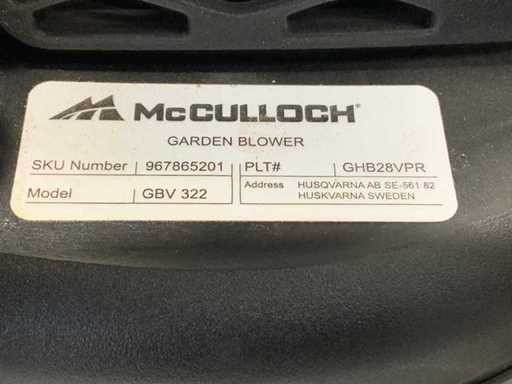 McCULLOCH®
GARDEN BLOWER
SKU Number 967865201 PLT# GHB28VPR
Model GBV 322 Address HUSQVARNA AB SE-561 82
HUSKVARNA SWEDEN